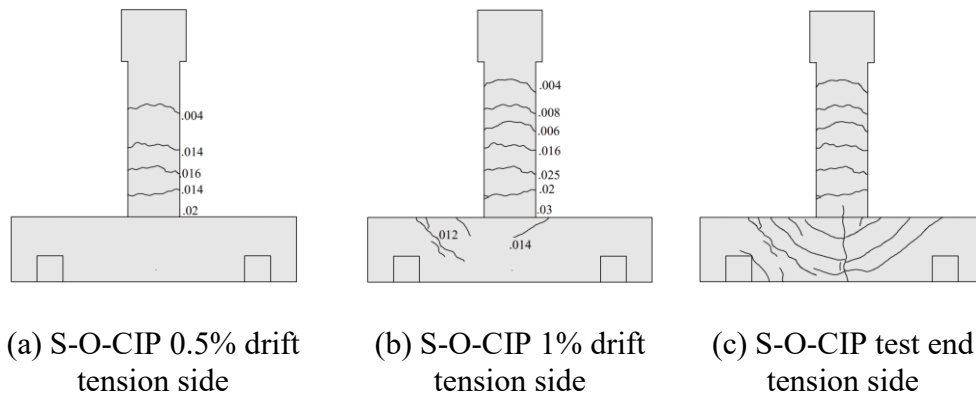 .004
.014
.016
.014
.02
.004
.008
.006
.016
.025
.02
.03
.012
.014
(a) S-O-CIP 0.5% drift
tension side
(b) S-O-CIP 1% drift
tension side
(c) S-O-CIP test end
tension side